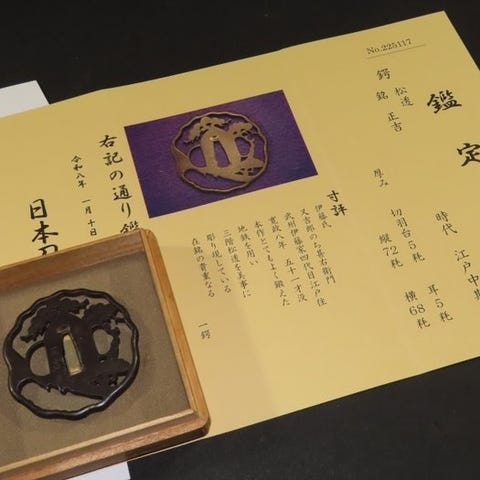 No.225117
鑑定
鍔 松透
銘 正吉
時代 江戸中期
厚み 切羽台5粍 耳5粍
縦72粍 横68粍
寸評
伊藤氏
又吉郎のち甚右衛門
武州伊藤家四代目江戸住
寛政八年 五十一才没
本作とてもよく鍛えた
地鉄を用い
三階松透を美事に
彫り現している
在銘の貴重なる
一鍔
右記の通り鑑
令和八年 一月十日
日本刀